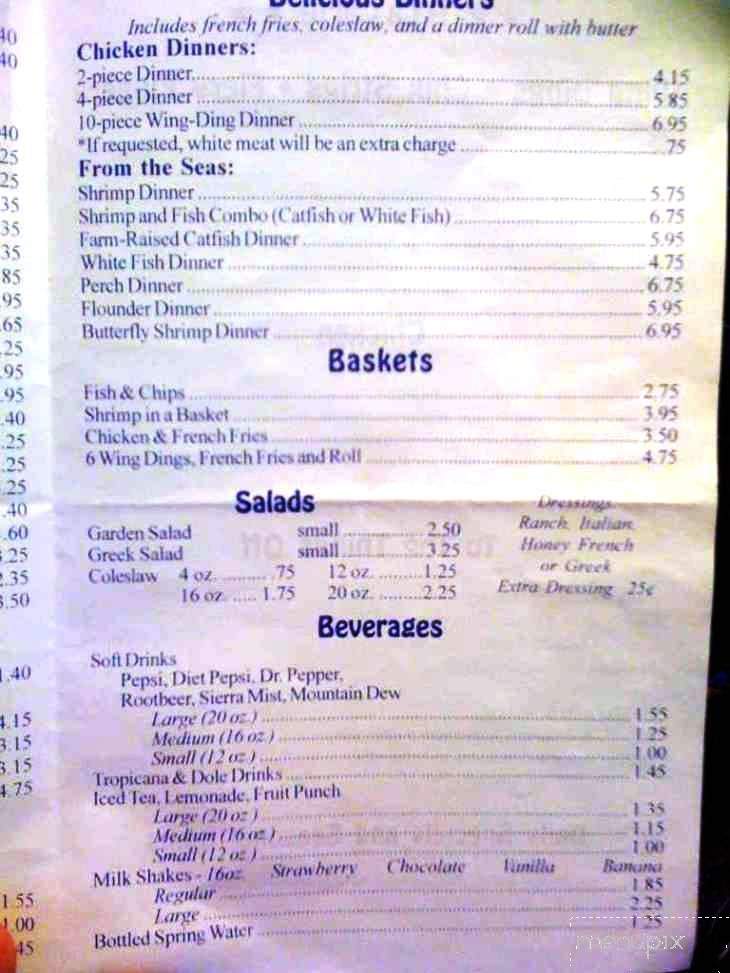 Delicious Dinners
Includes french fries, coleslaw, and a dinner roll with butter
Chicken Dinners:
2-piece Dinner 4.15
4-piece Dinner 5.85
10-piece Wing-Ding Dinner 6.95
*If requested, white meat will be an extra charge .75
From the Seas:
Shrimp Dinner 5.75
Shrimp and Fish Combo (Catfish or White Fish) 6.75
Farm-Raised Catfish Dinner 5.95
White Fish Dinner 4.75
Perch Dinner 6.75
Flounder Dinner 5.95
Butterfly Shrimp Dinner 6.95
Baskets
Fish & Chips 2.75
Shrimp in a Basket 3.95
Chicken & French Fries 3.50
6 Wing Dings, French Fries and Roll 4.75
Salads
Garden Salad small 2.50
Greek Salad small 3.25
Coleslaw 4 oz. .75 12 oz. 1.25
16 oz. 1.75 20 oz. 2.25
Dressings
Ranch, Italian,
Honey French
or Greek
Extra Dressing 25¢
Beverages
Soft Drinks
Pepsi, Diet Pepsi, Dr. Pepper,
Rootbeer, Sierra Mist, Mountain Dew
Large (20 oz.) 1.55
Medium (16 oz.) 1.25
Small (12 oz.) 1.00
Tropicana & Dole Drinks 1.45
Iced Tea, Lemonade, Fruit Punch
Large (20 oz.) 1.35
Medium (16 oz.) 1.15
Small (12 oz.) 1.00
Milk Shakes - 16oz. Strawberry Chocolate Vanilla Banana
Regular 1.85
Large 2.25
Bottled Spring Water 1.25
menupix